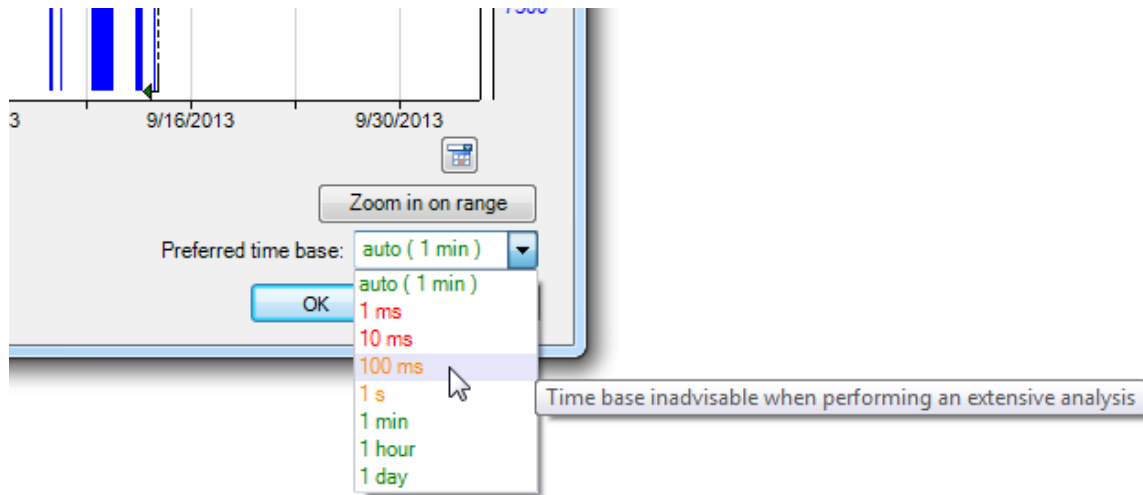 3
9/16/2013
9/30/2013
Zoom in on range
Preferred time base:
auto ( 1 min )
auto ( 1 min )
OK
1 ms
10 ms
100 ms
1 s
Time base inadvisable when performing an extensive analysis
1 min
1 hour
1 day